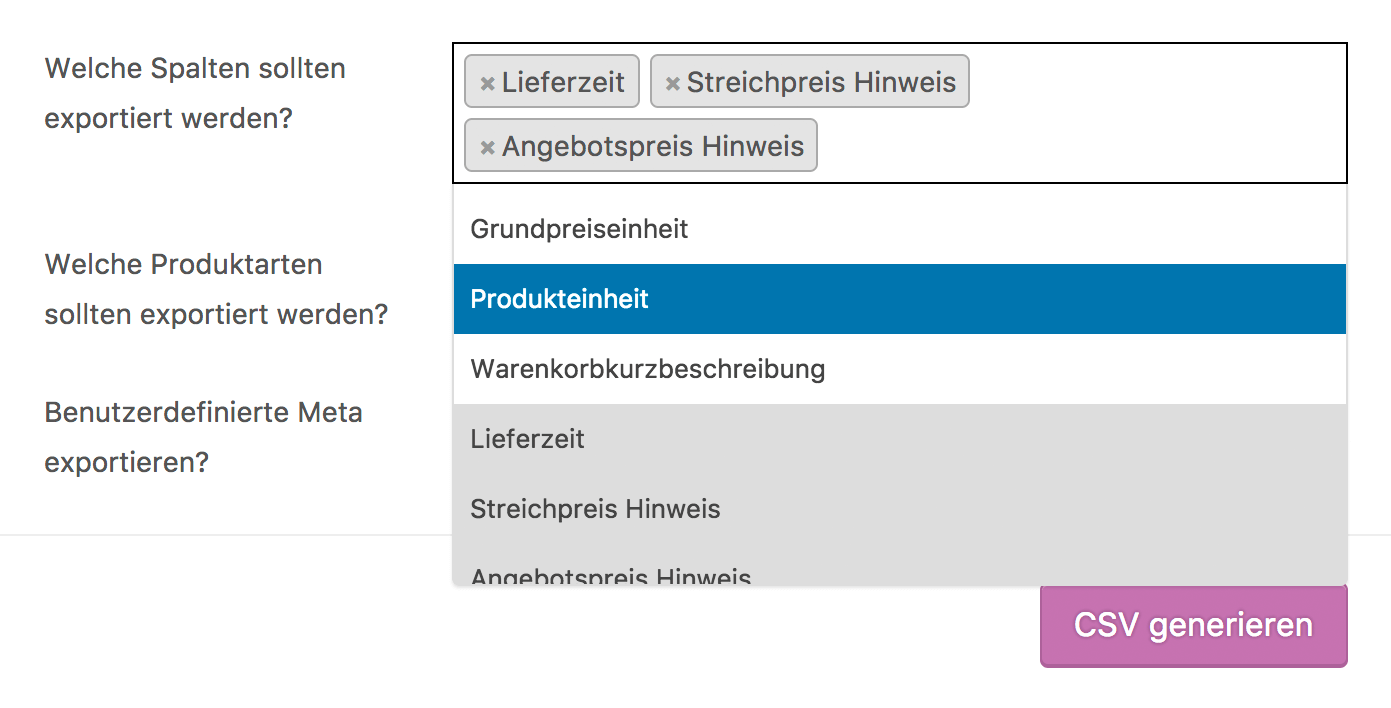 Welche Spalten sollten
exportiert werden?
× Lieferzeit × Streichpreis Hinweis
× Angebotspreis Hinweis
Grundpreiseinheit
Produkteinheit
Warenkorbkurzbeschreibung
Lieferzeit
Streichpreis Hinweis
Angebotspreis Hinweis
Welche Produktarten
sollten exportiert werden?
Benutzerdefinierte Meta
exportieren?
CSV generieren